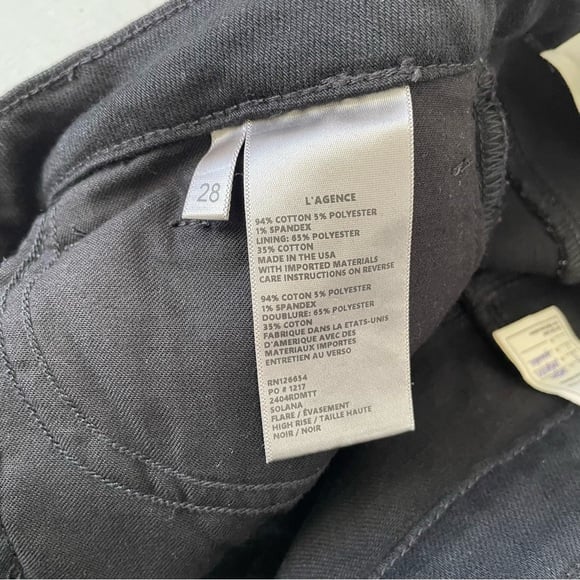 28
L'AGENCE
94% COTTON 5% POLYESTER
1% SPANDEX
LINING: 65% POLYESTER
35% COTTON
MADE IN THE USA
WITH IMPORTED MATERIALS
CARE INSTRUCTIONS ON REVERSE
94% COTTON 5% POLYESTER
1% SPANDEX
DOUBLURE: 65% POLYESTER
35% COTON
FABRIQUE DANS LA ETATS-UNIS
D'AMERIQUE AVEC DES
MATERIAUX IMPORTES
ENTRETIEN AU VERSO
RN126654
PO # 1217
2404RDMTT
SOLANA
FLARE / ÉVASEMENT
HIGH RISE / TAILLE HAUTE
NOIR / NOIR